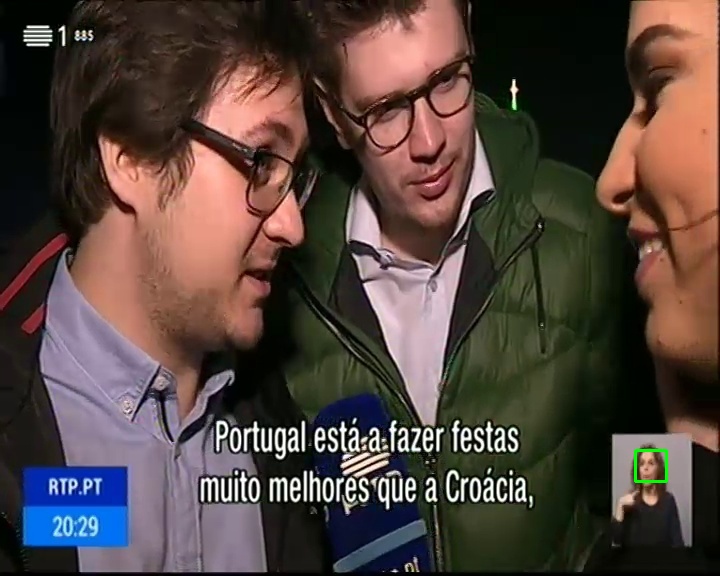 1 885
Portugal está a fazer festas
muito melhores que a Croácia,
RTP.PT
20:29